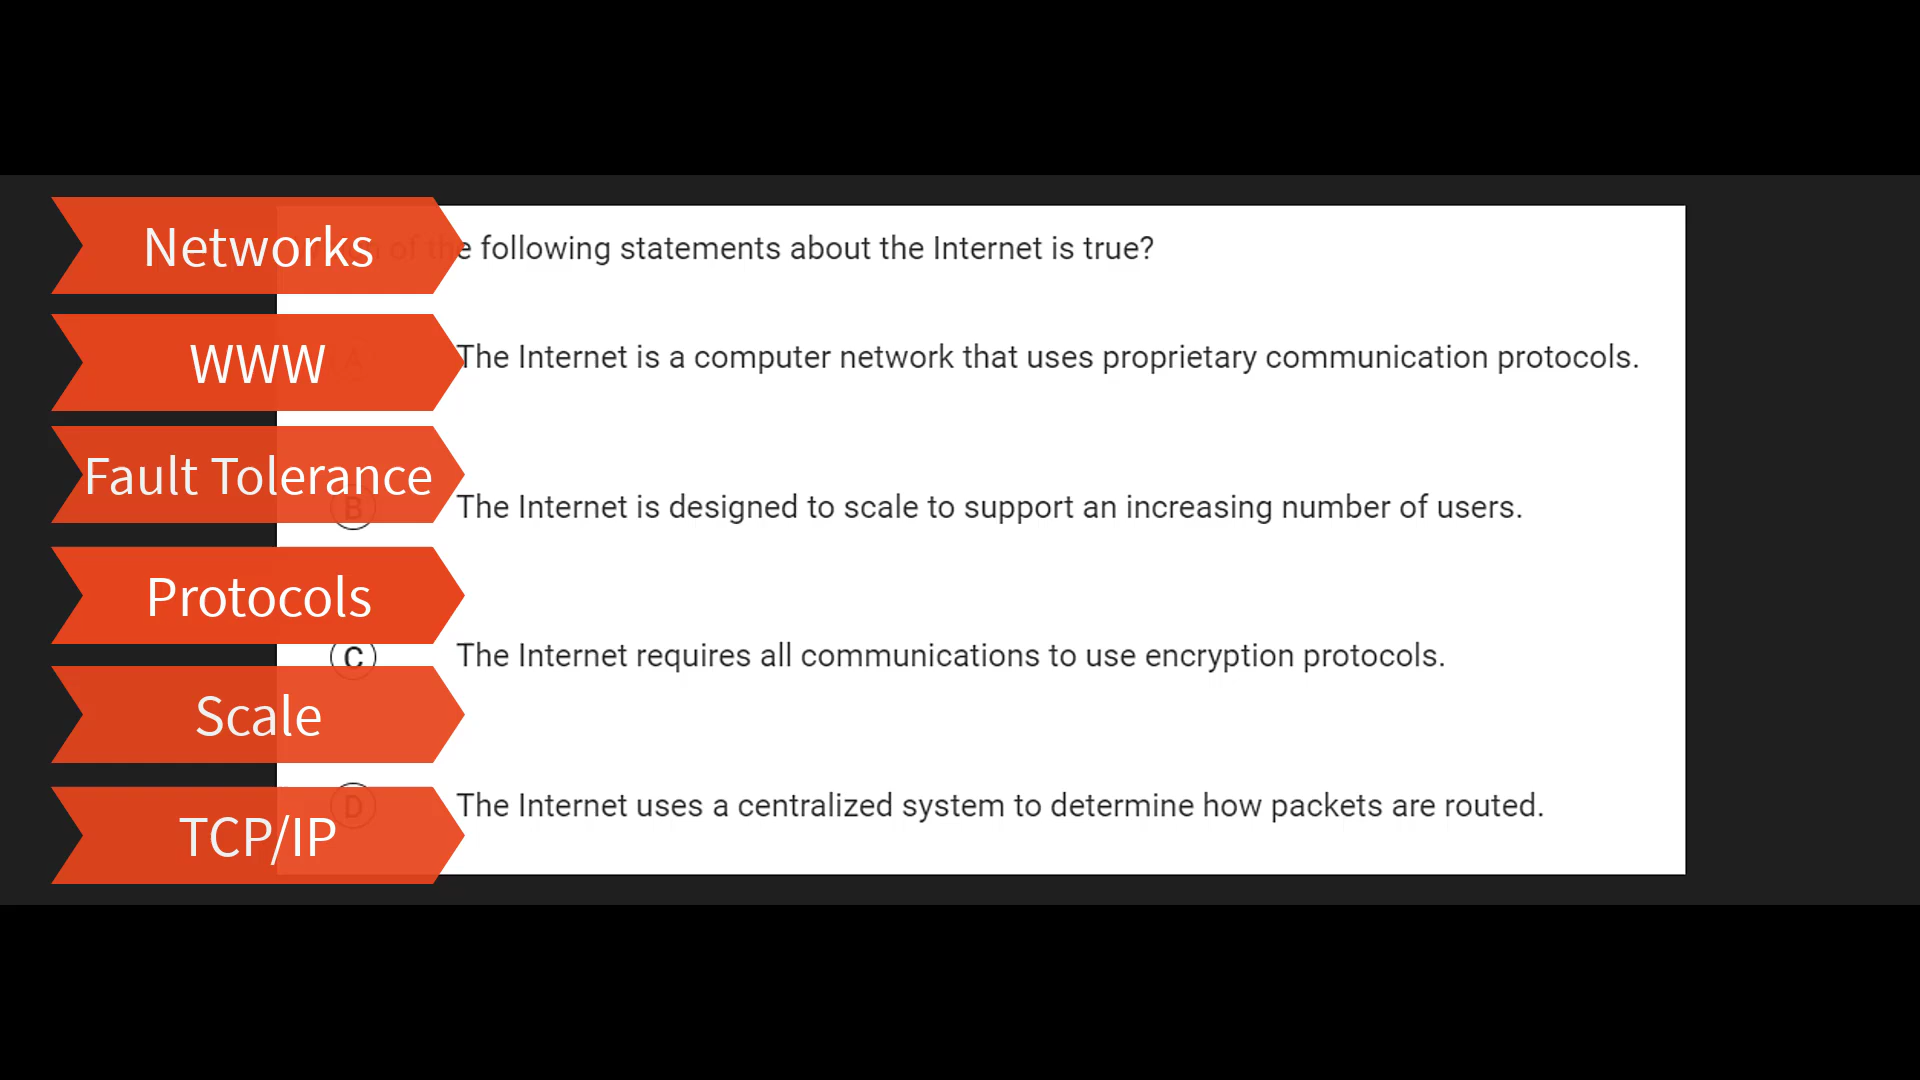 Networks
of the following statements about the Internet is true?
WWW
A
The Internet is a computer network that uses proprietary communication protocols.
Fault Tolerance
B
The Internet is designed to scale to support an increasing number of users.
Protocols
C
The Internet requires all communications to use encryption protocols.
Scale
D
The Internet uses a centralized system to determine how packets are routed.
TCP/IP